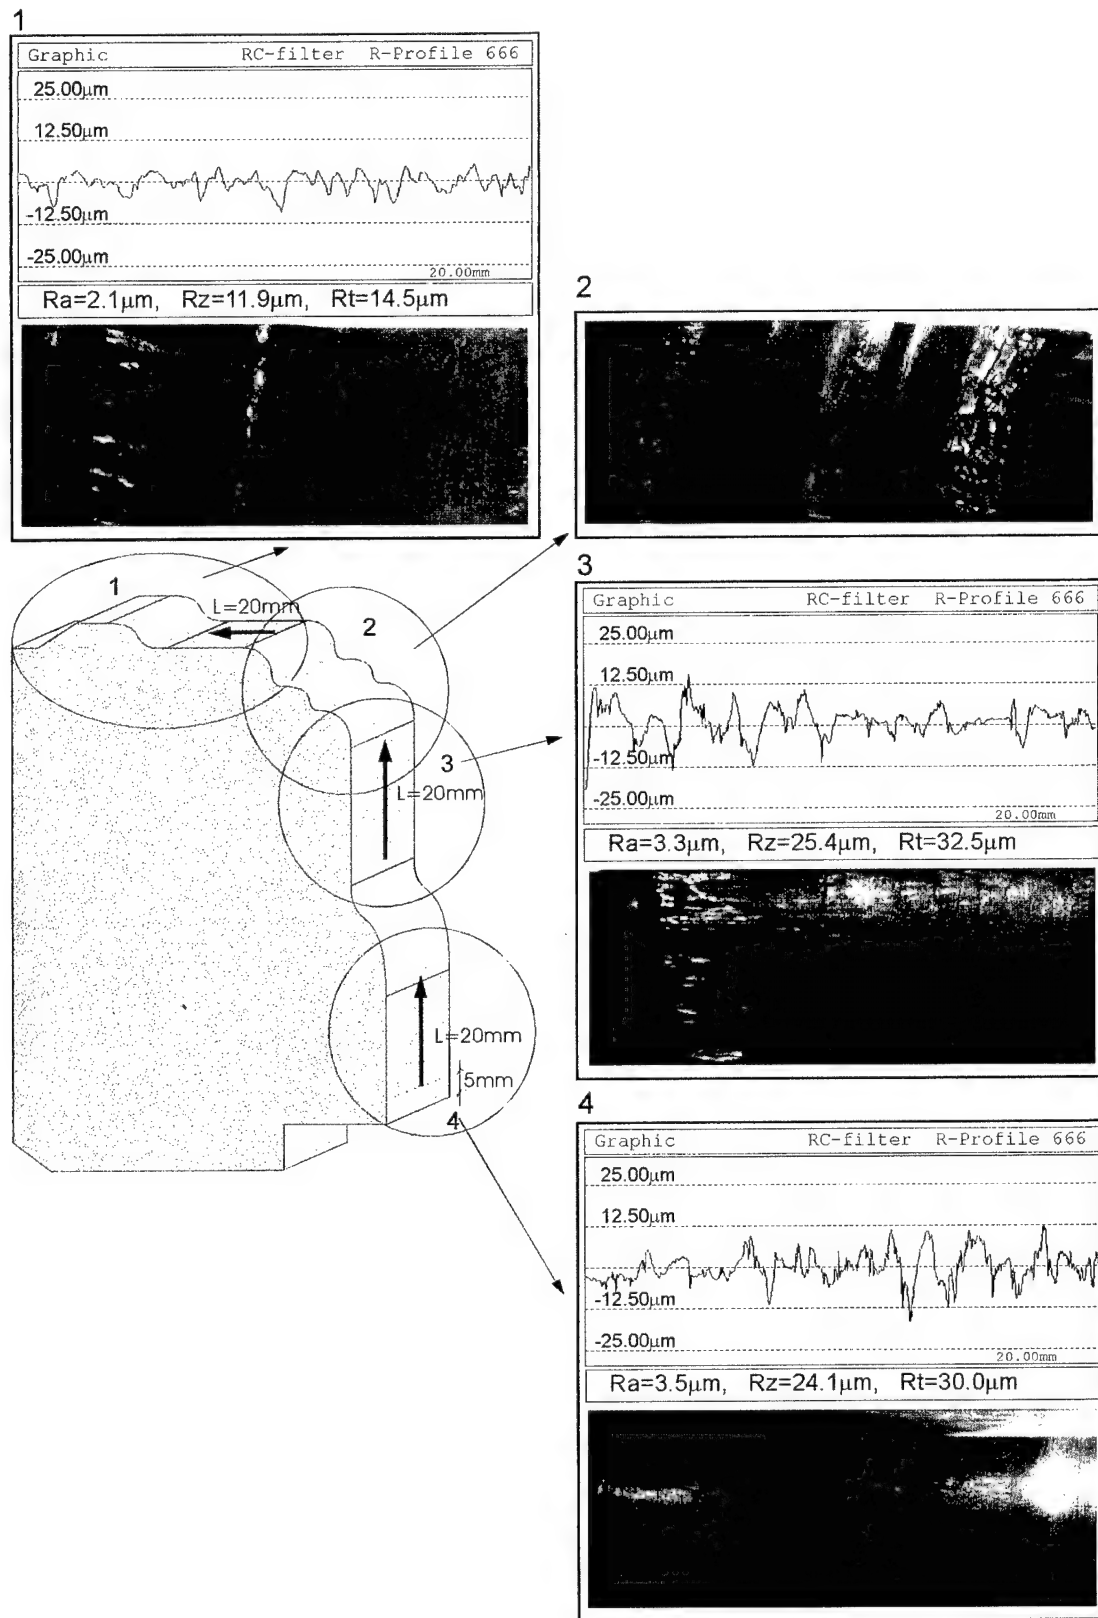 1
Graphic RC-filter R-Profile 666
25.00µm
12.50µm
-12.50µm
-25.00µm
20.00mm
Ra=2.1µm, Rz=11.9µm, Rt=14.5µm
2
1
L=20mm
2
3
L=20mm
L=20mm
5mm
4
3
Graphic RC-filter R-Profile 666
25.00µm
12.50µm
-12.50µm
-25.00µm
20.00mm
Ra=3.3µm, Rz=25.4µm, Rt=32.5µm
4
Graphic RC-filter R-Profile 666
25.00µm
12.50µm
-12.50µm
-25.00µm
20.00mm
Ra=3.5µm, Rz=24.1µm, Rt=30.0µm